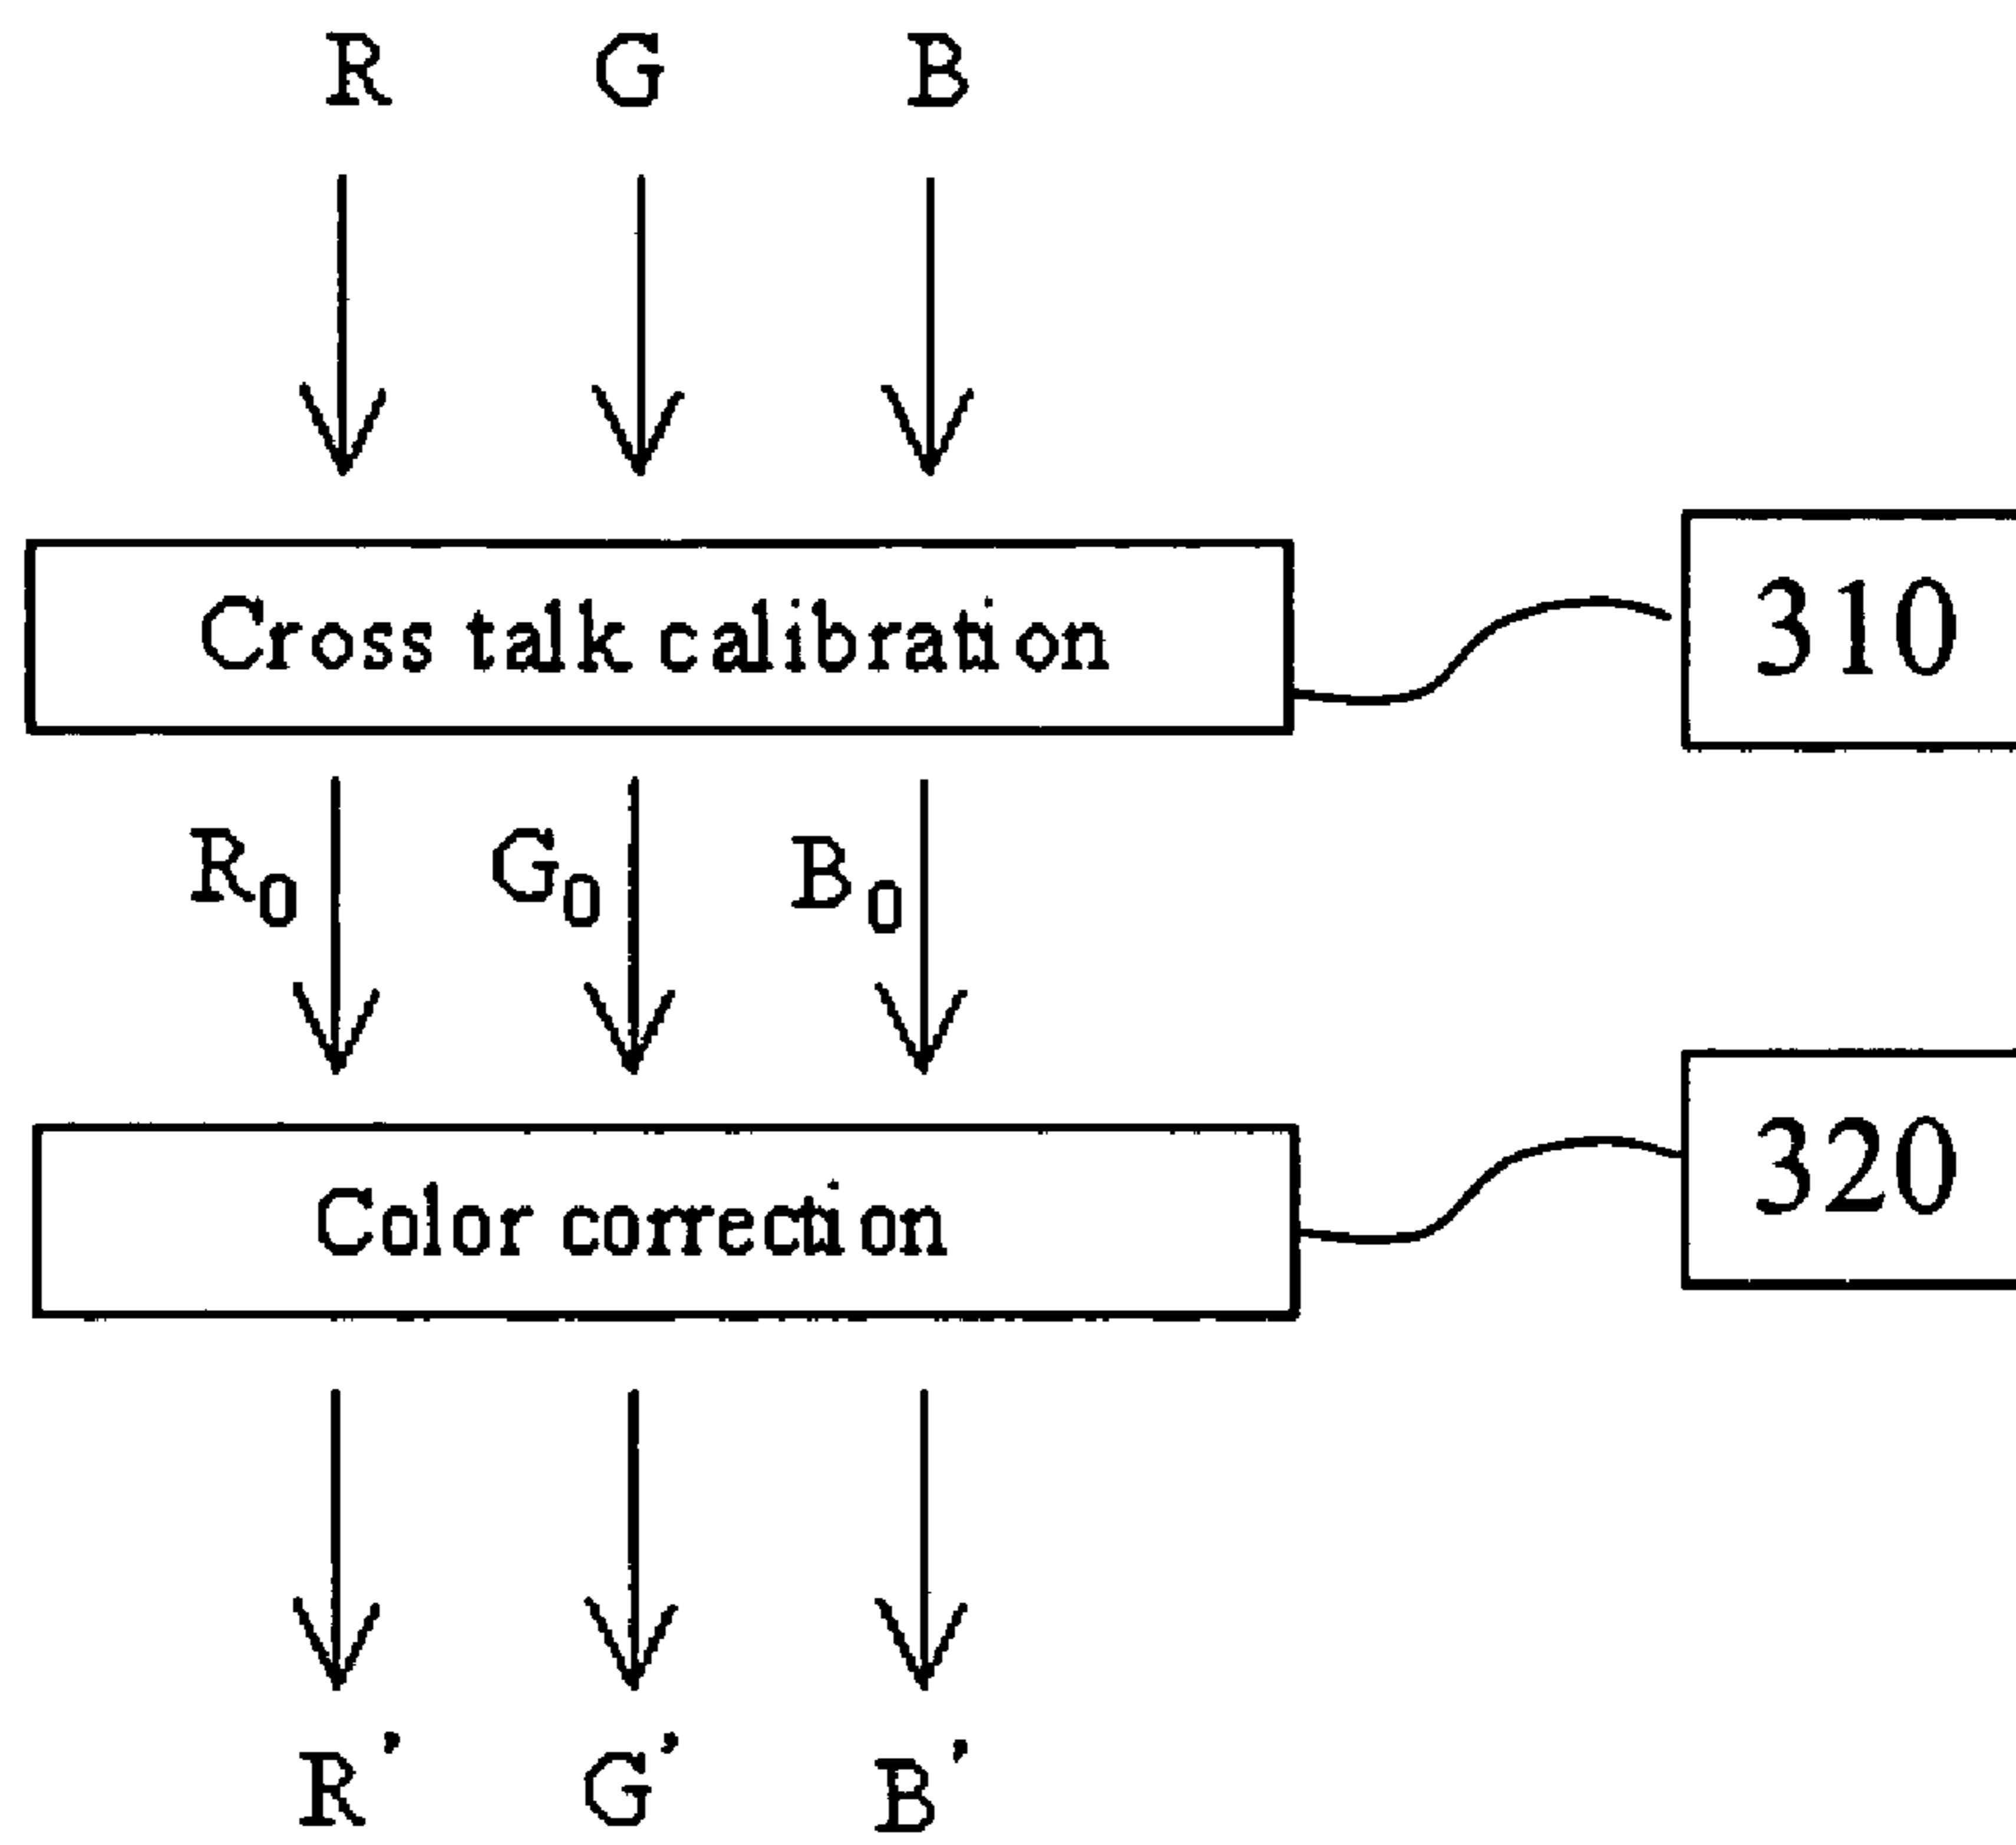 R G B
Cross talk calibration
310
R₀ G₀ B₀
Color correction
320
R' G' B'